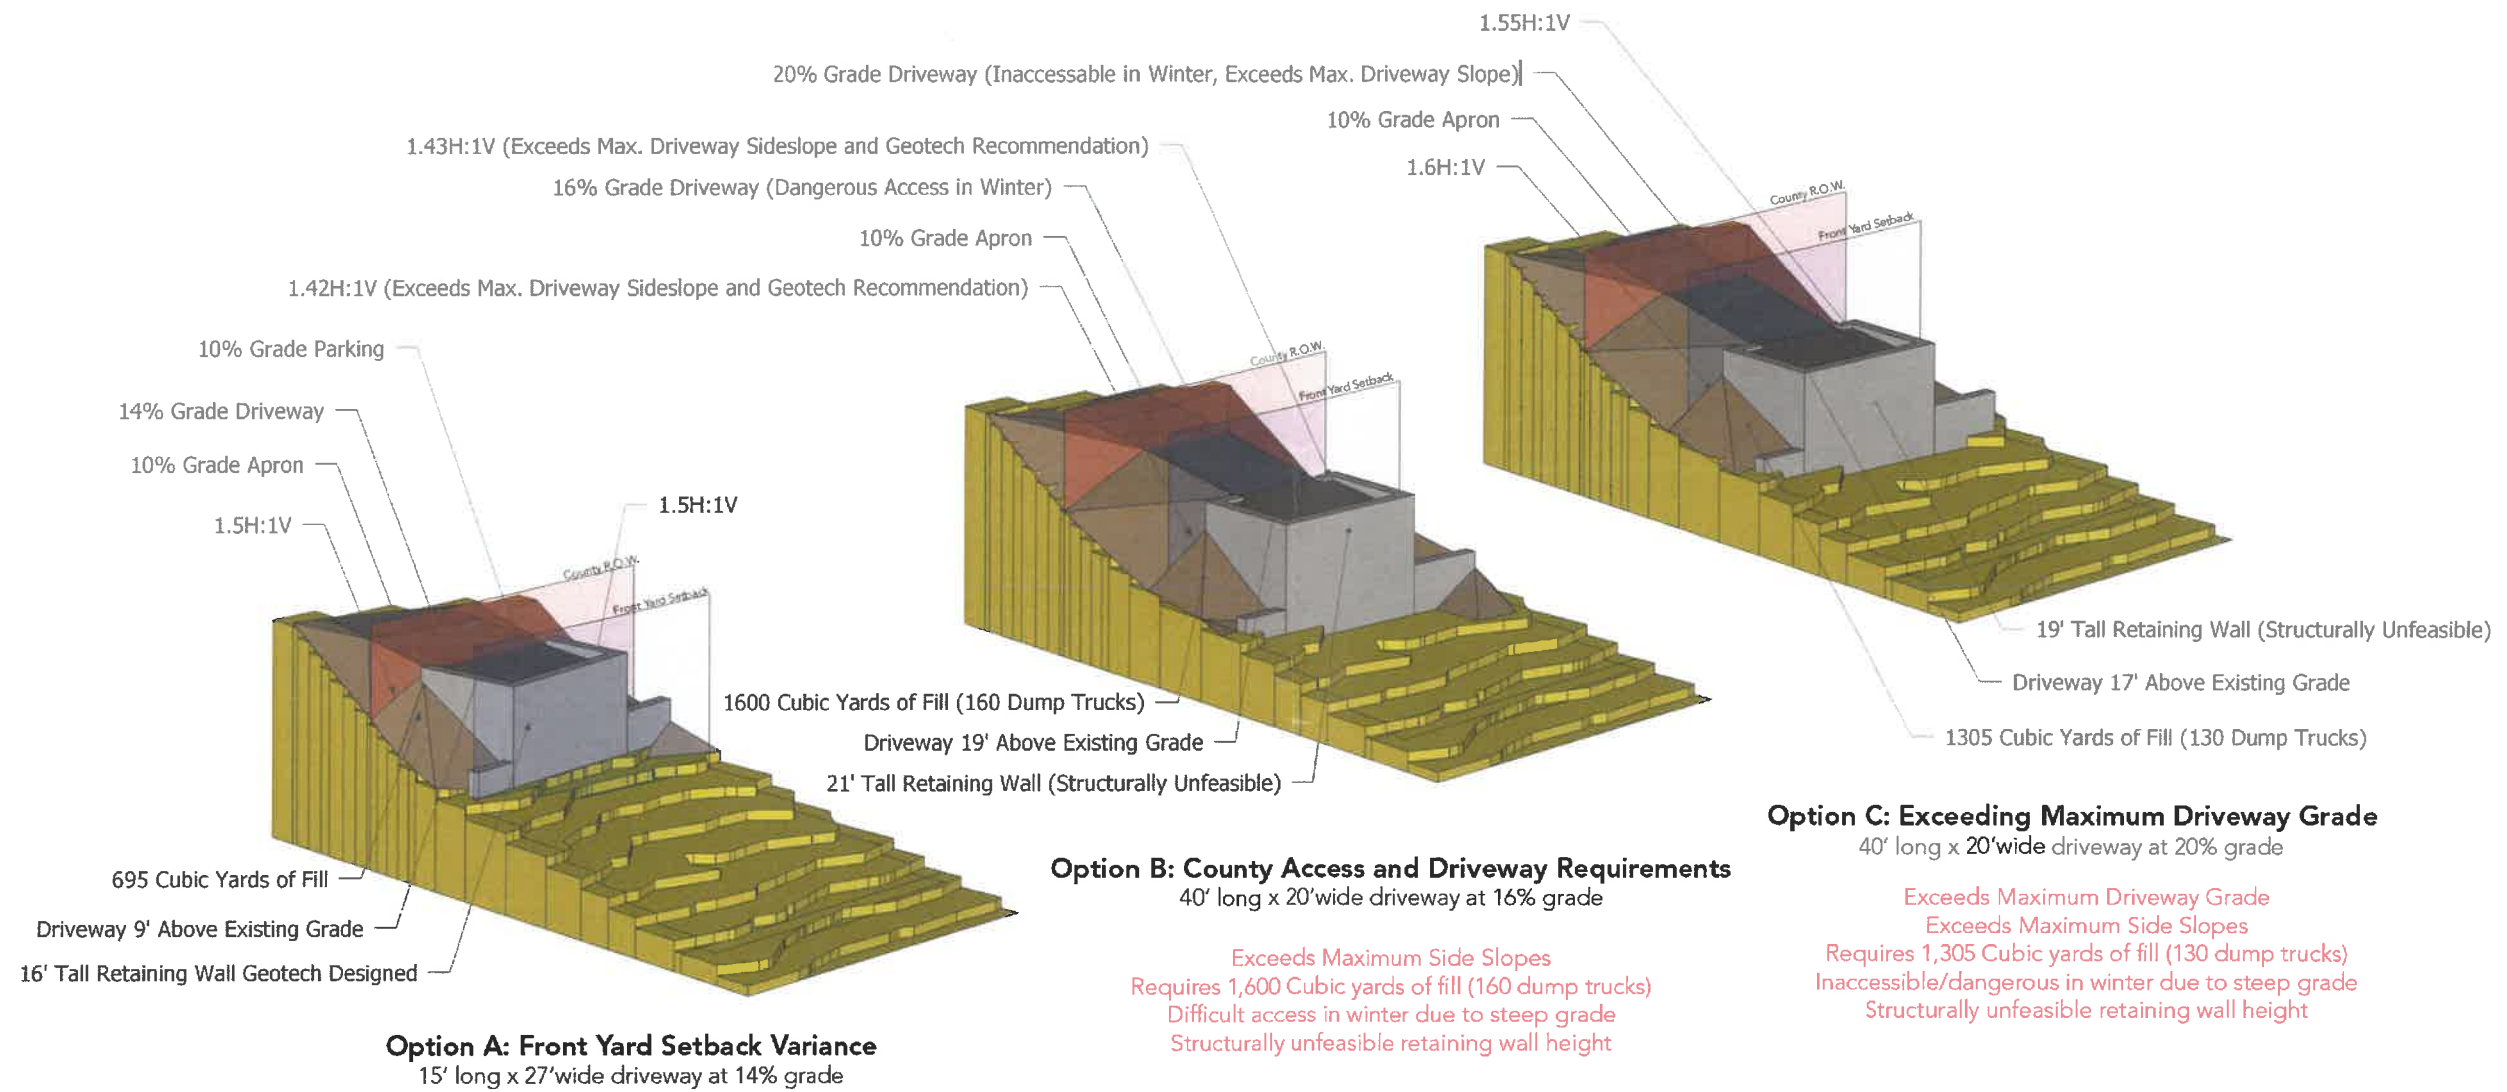 1.55H:1V
20% Grade Driveway (Inaccessable in Winter, Exceeds Max. Driveway Slope)
10% Grade Apron
1.6H:1V
County R.O.W.
Front Yard Setback
19' Tall Retaining Wall (Structurally Unfeasible)
Driveway 17' Above Existing Grade
1305 Cubic Yards of Fill (130 Dump Trucks)
Option C: Exceeding Maximum Driveway Grade
40' long x 20'wide driveway at 20% grade
Exceeds Maximum Driveway Grade
Exceeds Maximum Side Slopes
Requires 1,305 Cubic yards of fill (130 dump trucks)
Inaccessible/dangerous in winter due to steep grade
Structurally unfeasible retaining wall height
1.43H:1V (Exceeds Max. Driveway Sideslope and Geotech Recommendation)
16% Grade Driveway (Dangerous Access in Winter)
10% Grade Apron
1.42H:1V (Exceeds Max. Driveway Sideslope and Geotech Recommendation)
County R.O.W.
Front Yard Setback
1600 Cubic Yards of Fill (160 Dump Trucks)
Driveway 19' Above Existing Grade
21' Tall Retaining Wall (Structurally Unfeasible)
Option B: County Access and Driveway Requirements
40' long x 20'wide driveway at 16% grade
Exceeds Maximum Side Slopes
Requires 1,600 Cubic yards of fill (160 dump trucks)
Difficult access in winter due to steep grade
Structurally unfeasible retaining wall height
10% Grade Parking
14% Grade Driveway
10% Grade Apron
1.5H:1V
1.5H:1V
County R.O.W.
Front Yard Setback
695 Cubic Yards of Fill
Driveway 9' Above Existing Grade
16' Tall Retaining Wall Geotech Designed
Option A: Front Yard Setback Variance
15' long x 27'wide driveway at 14% grade